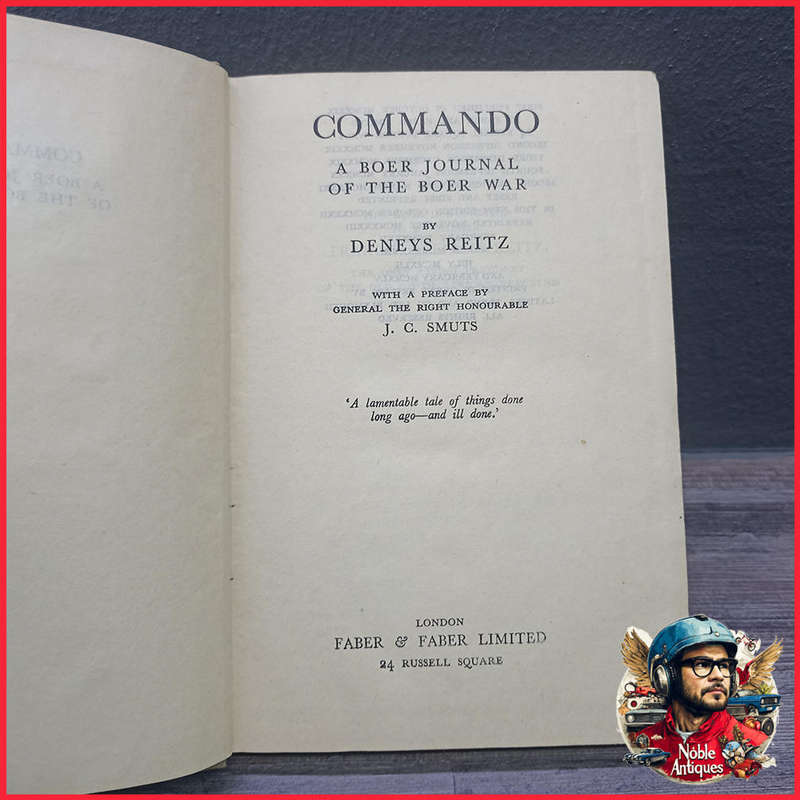 COMMANDO
A BOER JOURNAL
OF THE BOER WAR
BY
DENEYS REITZ
WITH A PREFACE BY
GENERAL THE RIGHT HONOURABLE
J. C. SMUTS
‘A lamentable tale of things done
long ago—and ill done.’
LONDON
FABER & FABER LIMITED
24 RUSSELL SQUARE
Noble
Antiques